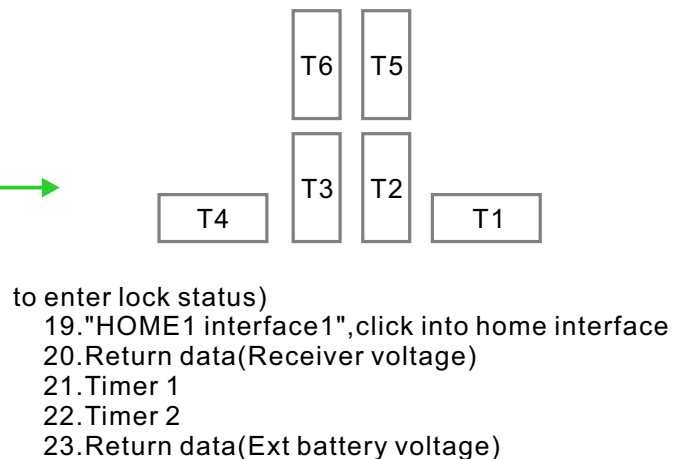 T6 T5
T3 T2
T4 T1
to enter lock status)
19."HOME1 interface1",click into home interface
20.Return data(Receiver voltage)
21.Timer 1
22.Timer 2
23.Return data(Ext battery voltage)